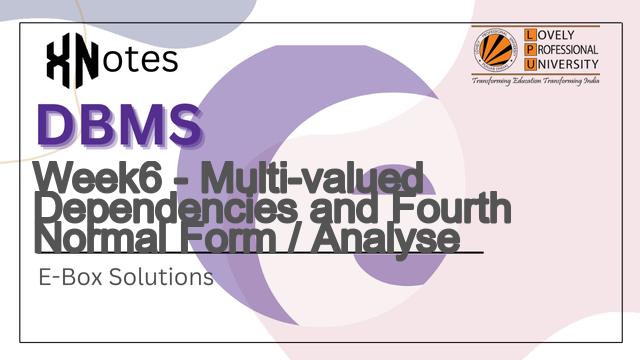 XNotes
LOVELY
PROFESSIONAL
UNIVERSITY
Transforming Education Transforming India
DBMS
Week6 - Multi-valued
Dependencies and Fourth
Normal Form / Analyse
E-Box Solutions